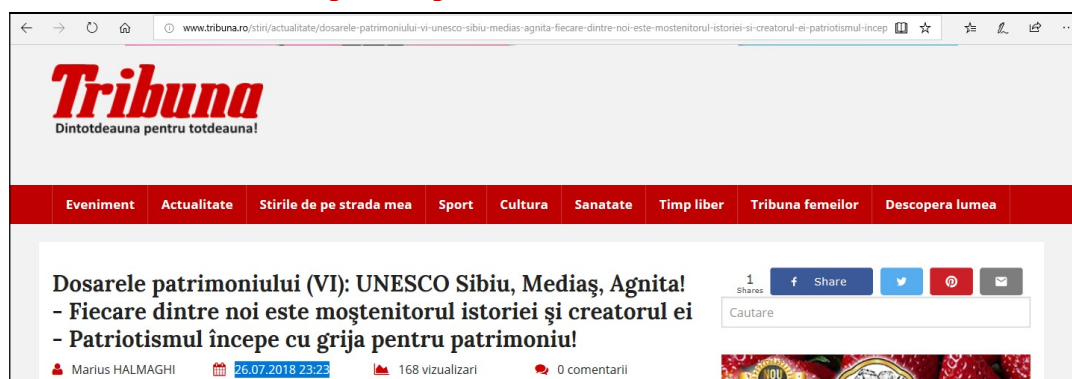 www.tribuna.ro/stiri/actualitate/dosarele-patrimoniului-vi-unesco-sibiu-medias-agnita-fiecare-dintre-noi-este-mostenitorul-istoriei-si-creatorul-ei-patriotismul-incep
Tribuna
Dintotdeauna pentru totdeauna!
Eveniment Actualitate Stirile de pe strada mea Sport Cultura Sanatate Timp liber Tribuna femeilor Descopera lumea
Dosarele patrimoniului (VI): UNESCO Sibiu, Mediaş, Agnita!
– Fiecare dintre noi este moştenitorul istoriei şi creatorul ei
– Patriotismul începe cu grija pentru patrimoniu!
Marius HALMAGHI 26.07.2018 23:23 168 vizualizari 0 comentarii
1
Shares
f Share
Cautare
NOU